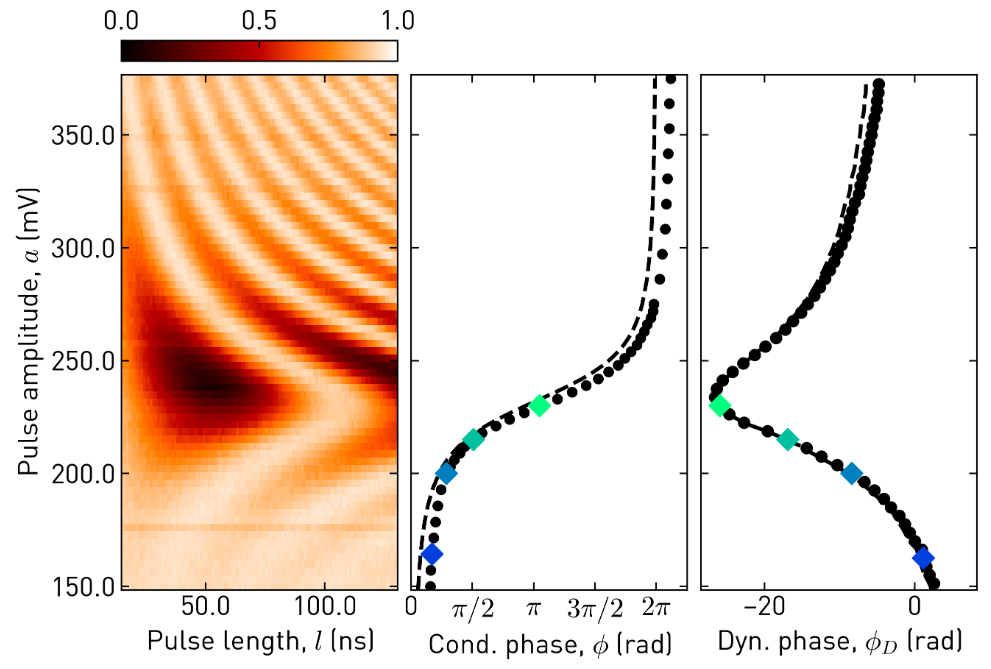 0.0 0.5 1.0
350.0
300.0
250.0
200.0
150.0
Pulse amplitude, a (mV)
50.0 100.0
Pulse length, l (ns)
0 π/2 π 3π/2 2π
Cond. phase, ϕ (rad)
−20 0
Dyn. phase, ϕD (rad)